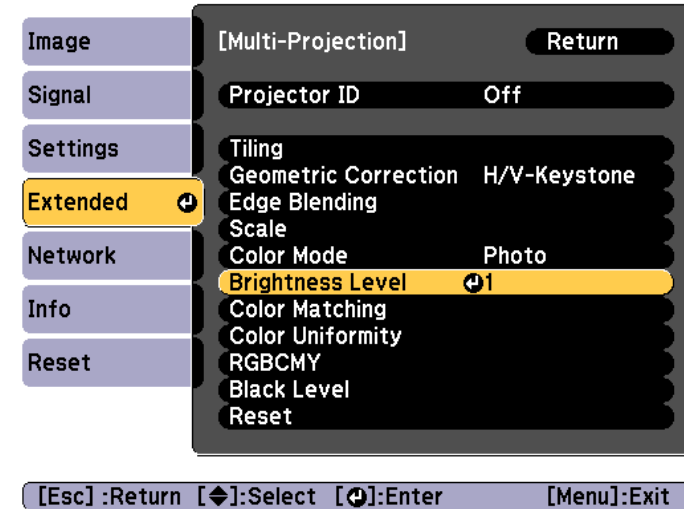 Image
Signal
Settings
Extended
Network
Info
Reset
[Multi-Projection] Return
Projector ID Off
Tiling
Geometric Correction H/V-Keystone
Edge Blending
Scale
Color Mode Photo
Brightness Level 1
Color Matching
Color Uniformity
RGBCMY
Black Level
Reset
[Esc] :Return [◆]:Select [↵]:Enter [Menu]:Exit